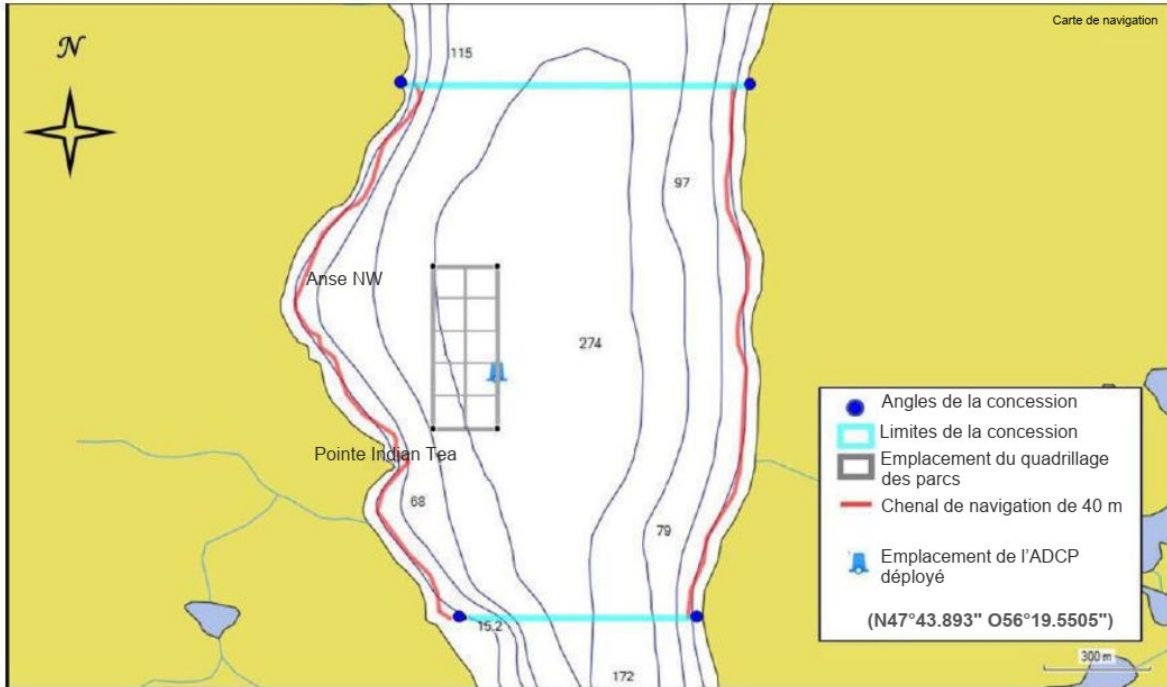 Carte de navigation
N
115
97
Anse NW
274
Pointe Indian Tea
68
79
15.2
172
Angles de la concession
Limites de la concession
Emplacement du quadrillage
des parcs
Chenal de navigation de 40 m
Emplacement de l'ADCP
déployé
(N47°43.893" O56°19.5505")
300 m